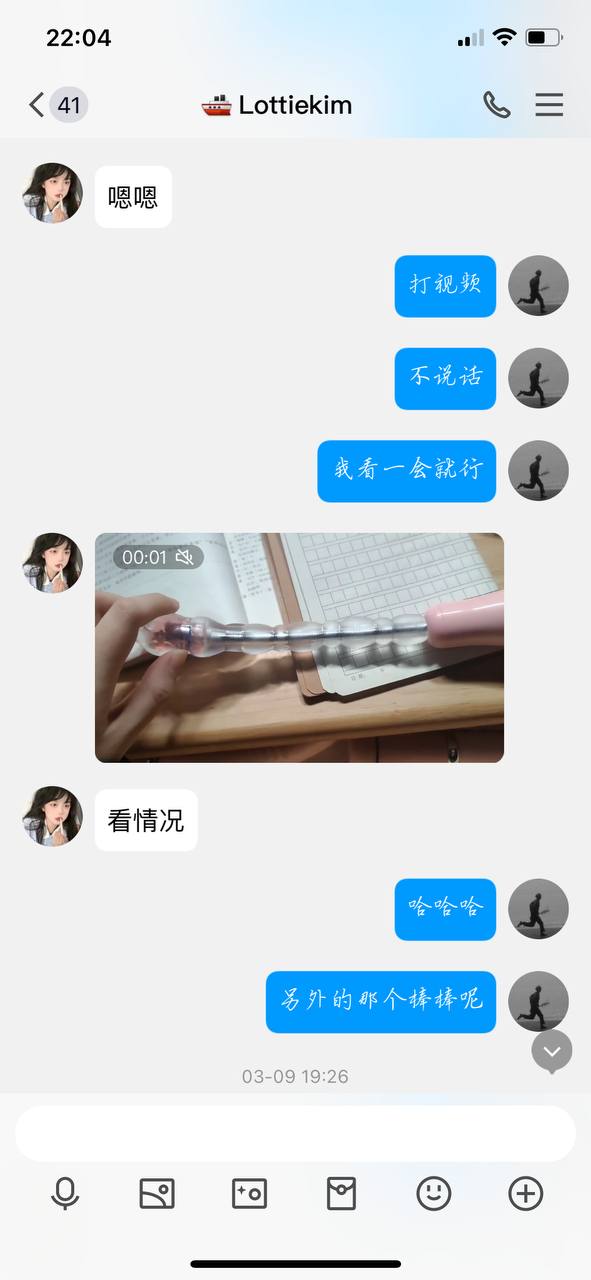 22:04
41
Lottiekim
嗯嗯
打视频
不说话
我看一会就行
00:01
看情况
哈哈哈
另外的那个棒棒呢
03-09 19:26